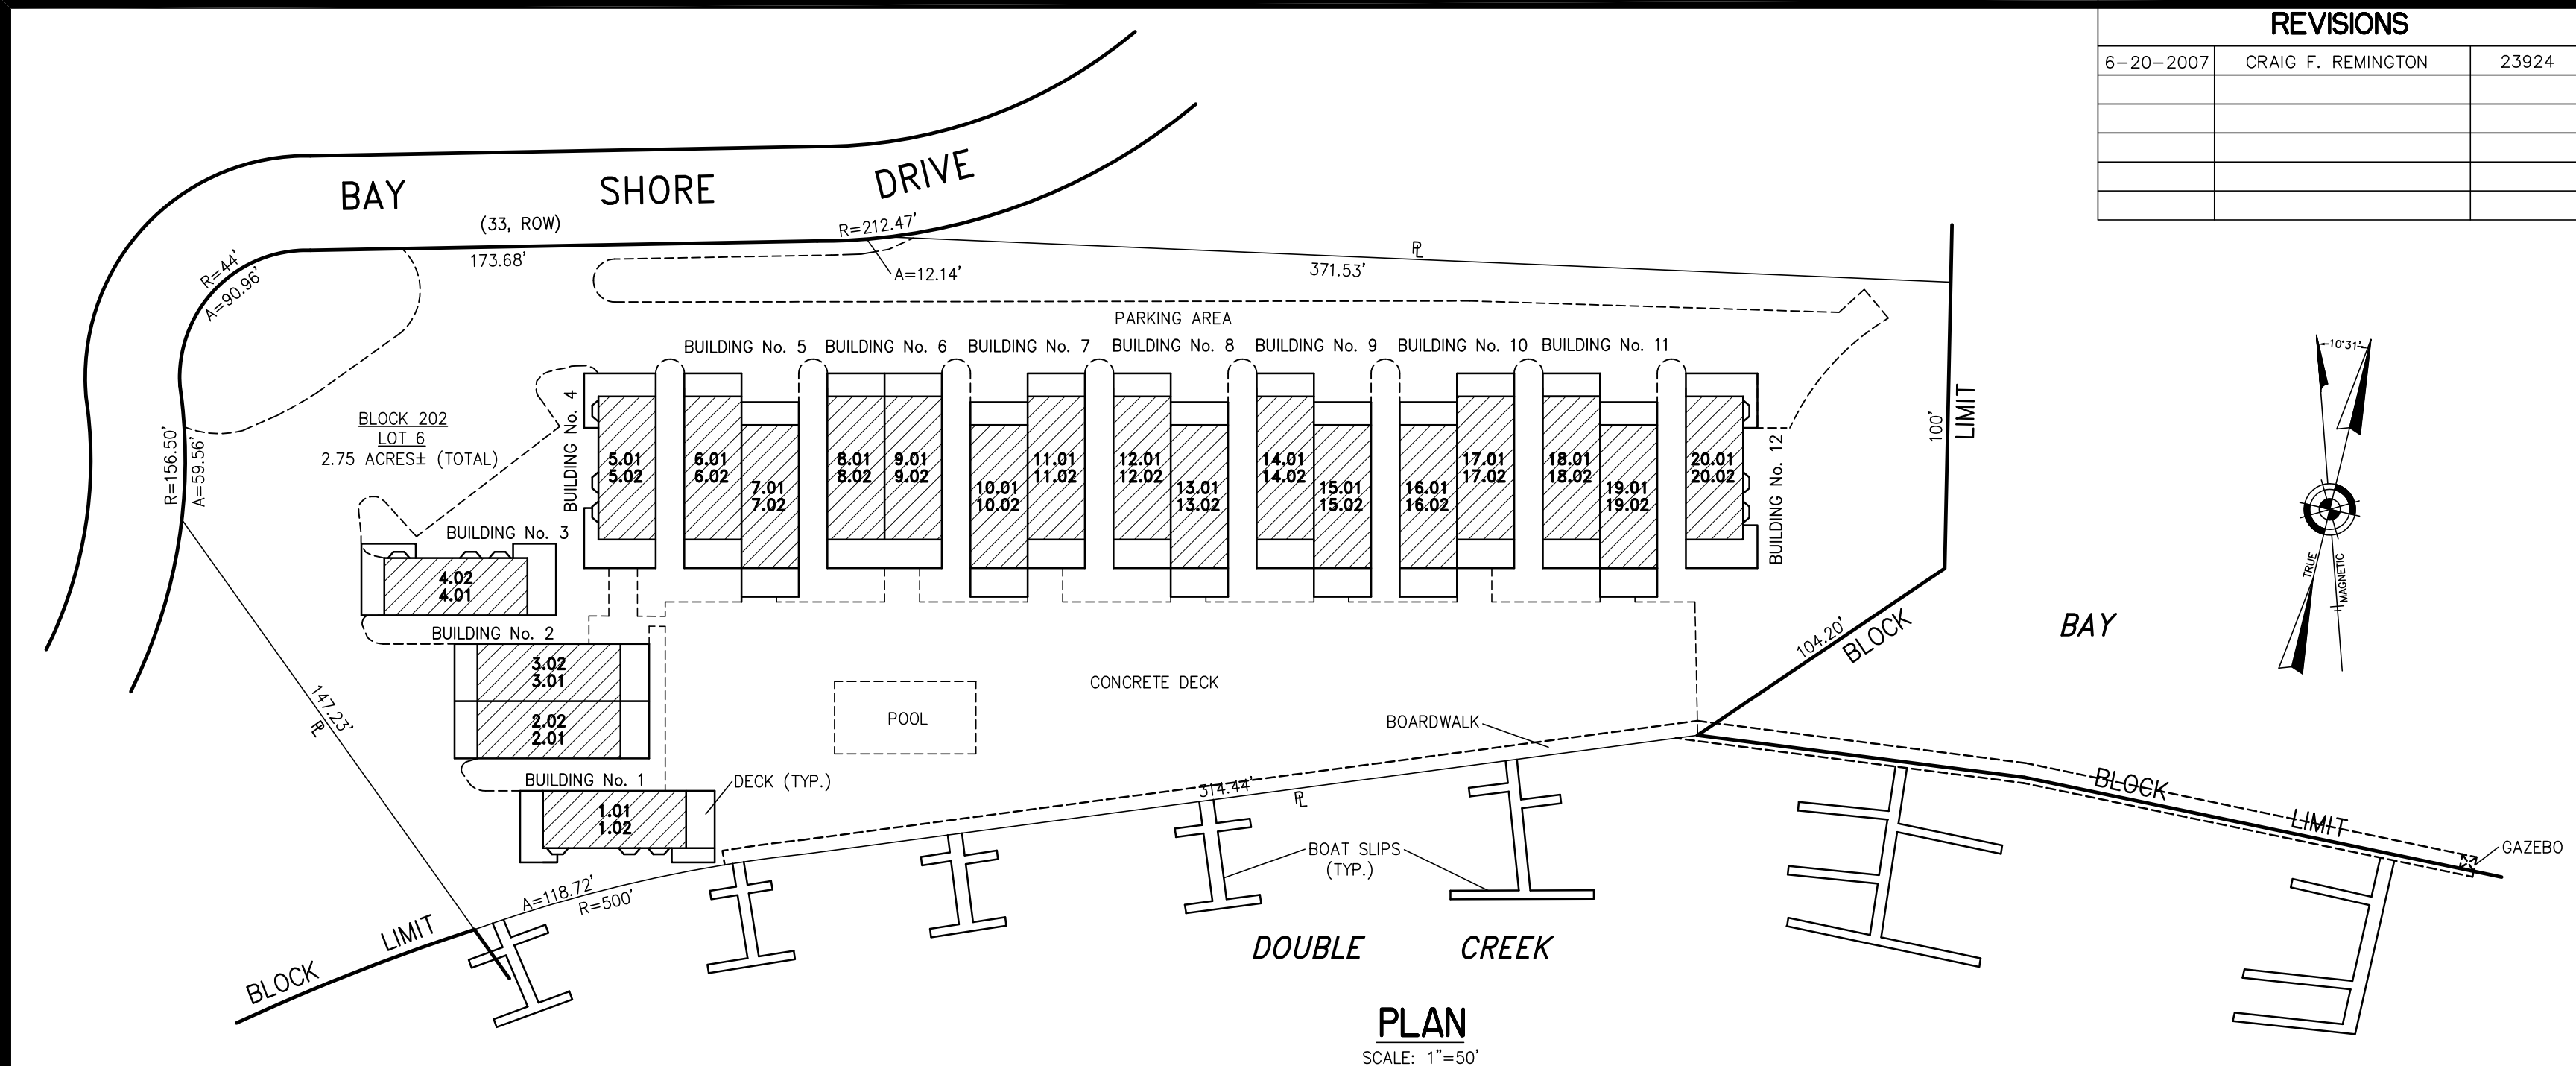 REVISIONS
6-20-2007 CRAIG F. REMINGTON 23924
BAY SHORE DRIVE
(33, ROW)
R=212.47'
173.68'
A=12.14'
R=44'
A=90.96'
371.53'
PL
PARKING AREA
BUILDING No. 5 BUILDING No. 6 BUILDING No. 7 BUILDING No. 8 BUILDING No. 9 BUILDING No. 10 BUILDING No. 11
10°31'
TRUE
MAGNETIC
BLOCK 202
LOT 6
2.75 ACRES± (TOTAL)
R=156.50'
A=59.56'
BUILDING No. 4
5.01
5.02
6.01
6.02
7.01
7.02
8.01
8.02
9.01
9.02
10.01
10.02
11.01
11.02
12.01
12.02
13.01
13.02
14.01
14.02
15.01
15.02
16.01
16.02
17.01
17.02
18.01
18.02
19.01
19.02
20.01
20.02
BUILDING No. 12
100'
LIMIT
104.20'
BLOCK
BAY
BUILDING No. 3
4.02
4.01
BUILDING No. 2
3.02
3.01
2.02
2.01
BUILDING No. 1
1.01
1.02
DECK (TYP.)
147.23'
PL
CONCRETE DECK
POOL
BOARDWALK
314.44'
PL
BOAT SLIPS
(TYP.)
BLOCK LIMIT
GAZEBO
A=118.72'
R=500'
BLOCK LIMIT
DOUBLE CREEK
PLAN
SCALE: 1"=50'